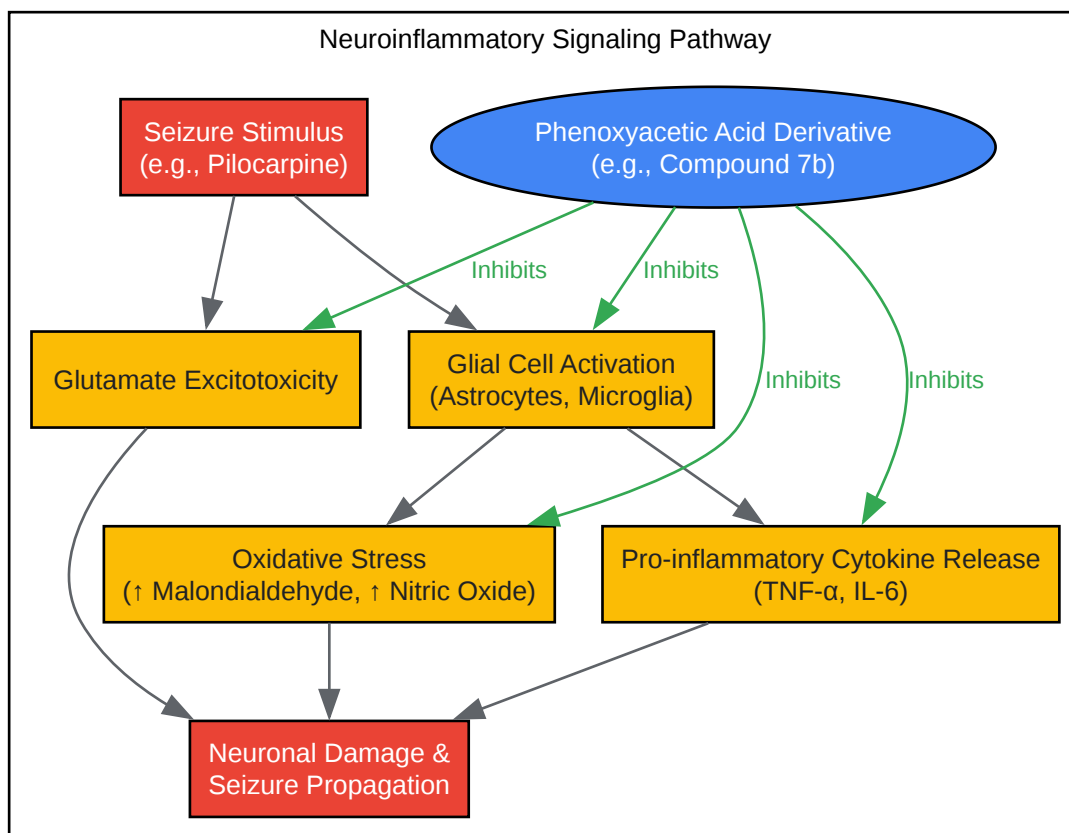 Neuroinflammatory Signaling Pathway
Seizure Stimulus
(e.g., Pilocarpine)
Phenoxyacetic Acid Derivative
(e.g., Compound 7b)
Inhibits
Inhibits
Glutamate Excitotoxicity
Glial Cell Activation
(Astrocytes, Microglia)
Inhibits
Inhibits
Oxidative Stress
(↑ Malondialdehyde, ↑ Nitric Oxide)
Pro-inflammatory Cytokine Release
(TNF-α, IL-6)
Neuronal Damage &
Seizure Propagation